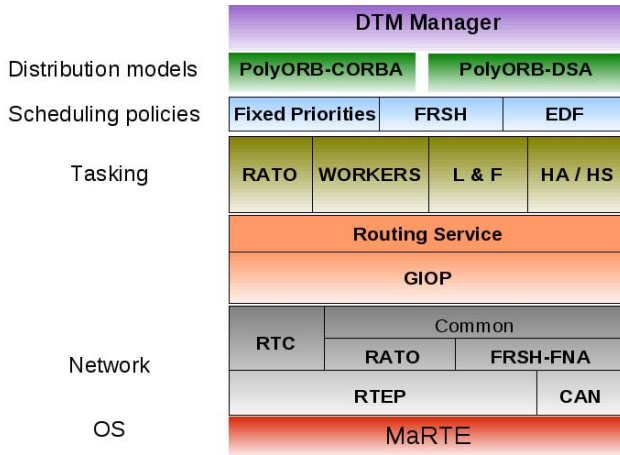 DTM Manager
Distribution models PolyORB-CORBA PolyORB-DSA
Scheduling policies Fixed Priorities FRSH EDF
Tasking RATO WORKERS L & F HA / HS
Routing Service
GIOP
Common
RTC
RATO FRSH-FNA
Network
RTEP CAN
OS MaRTE